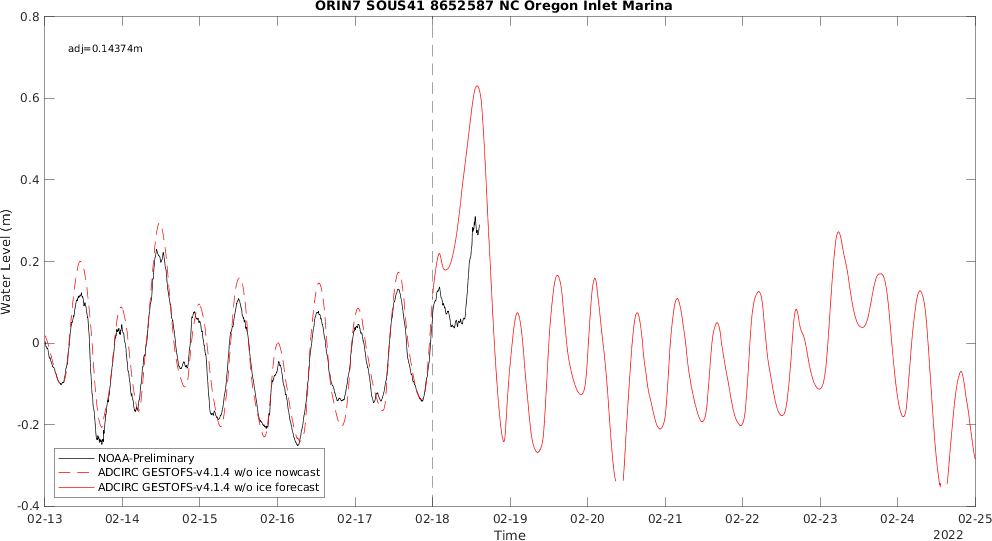 ORIN7 SOUS41 8652587 NC Oregon Inlet Marina
adj=0.14374m
0.8
0.6
0.4
0.2
0
-0.2
-0.4
Water Level (m)
NOAA-Preliminary
ADCIRC GESTOFS-v4.1.4 w/o ice nowcast
ADCIRC GESTOFS-v4.1.4 w/o ice forecast
02-13 02-14 02-15 02-16 02-17 02-18 02-19 02-20 02-21 02-22 02-23 02-24 02-25
Time
2022